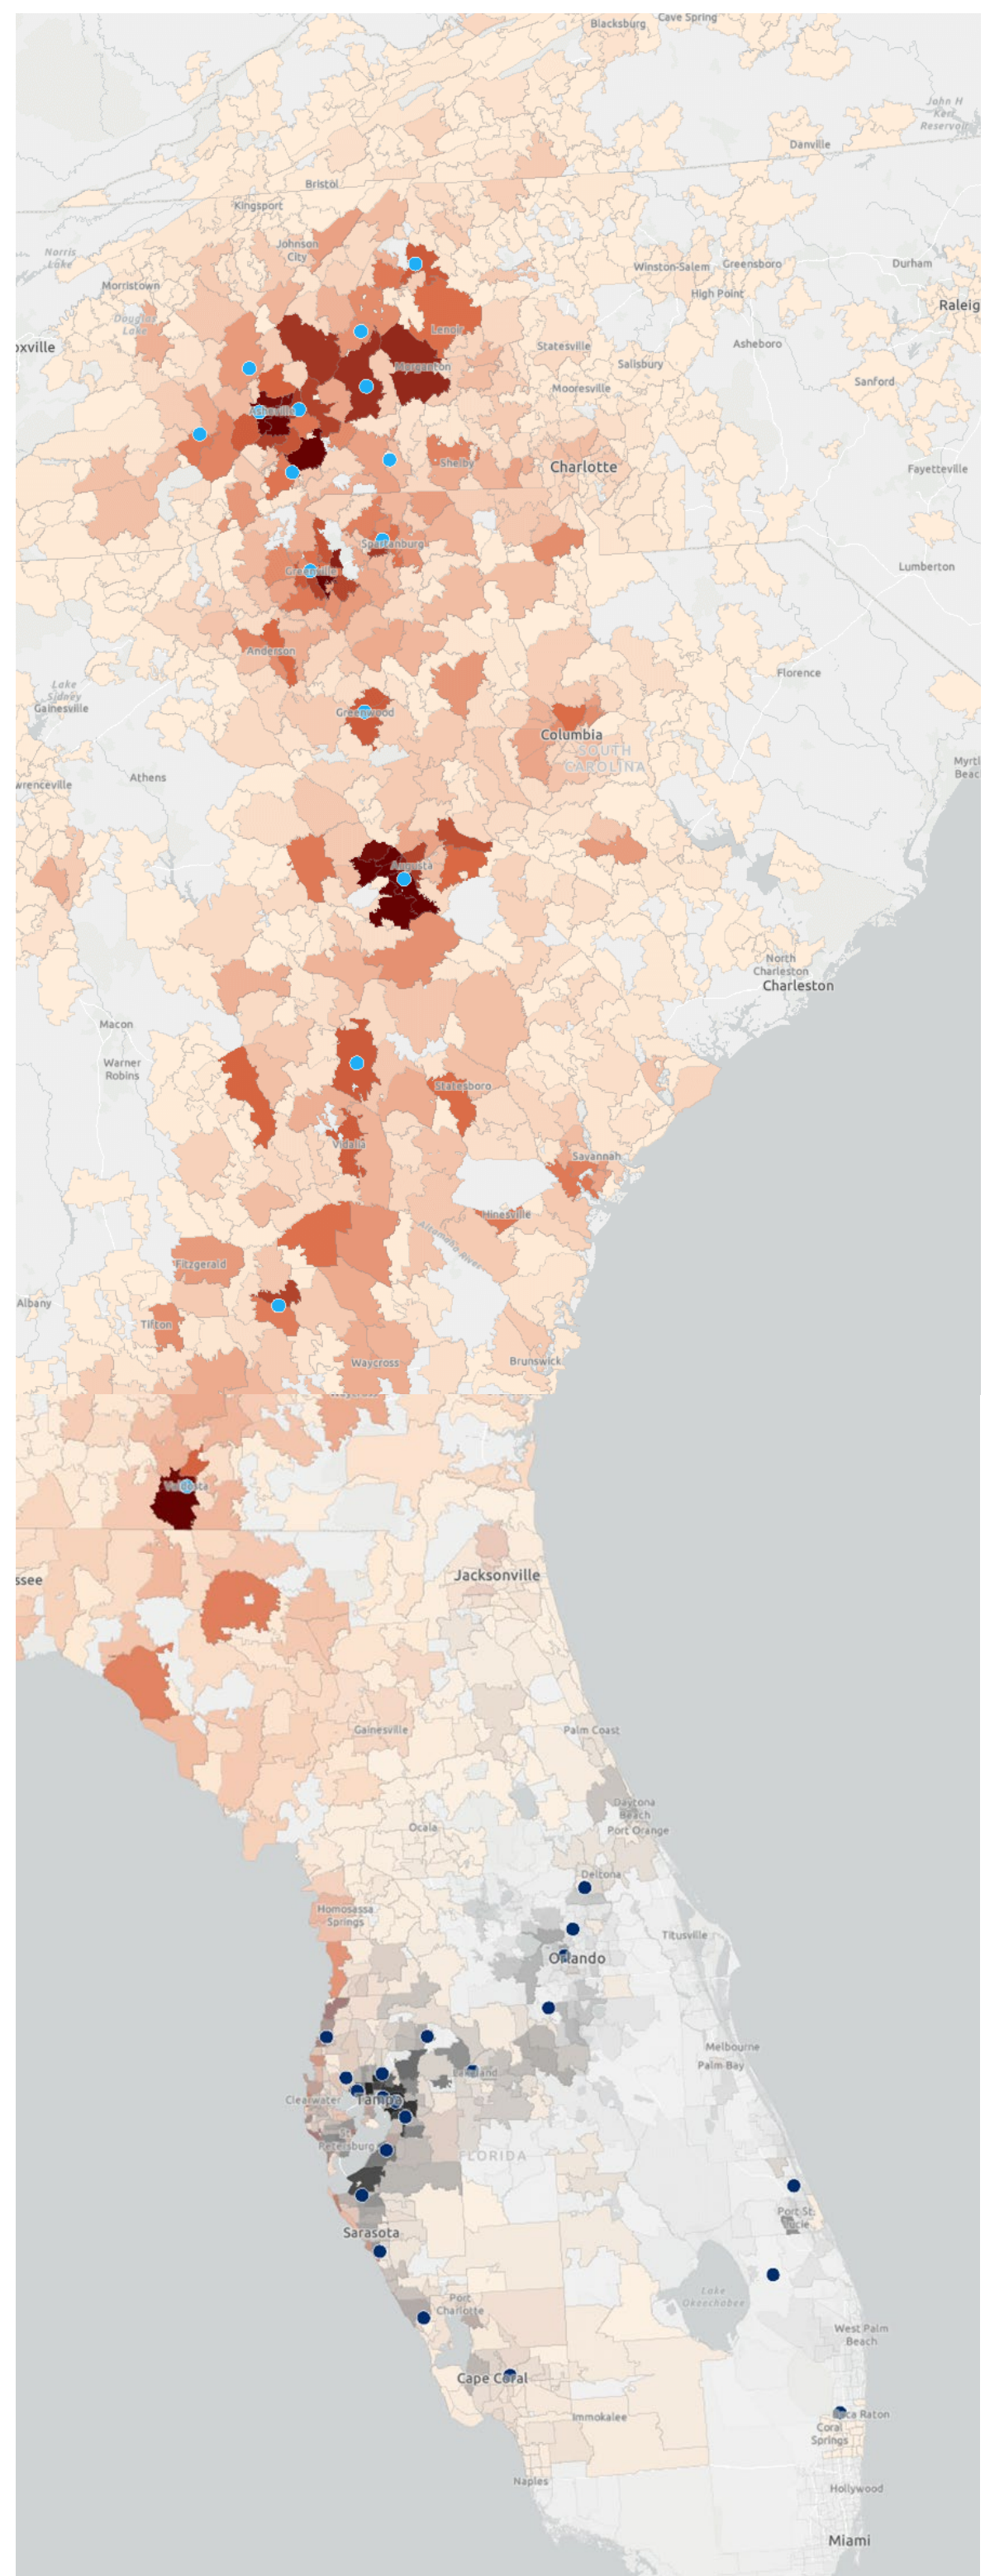 Blacksburg
Cave Spring
John H
Kerr
Reservoir
Danville
Bristol
Kingsport
Johnson
City
Norris
Lake
Winston-Salem
Greensboro
Durham
Morristown
High Point
Raleig
Douglas
Lake
Lenoir
oxville
Statesville
Asheboro
Salisbury
Morganton
Sanford
Mooresville
Asheville
Shelby
Charlotte
Fayetteville
Spartanburg
Greenville
Lumberton
Anderson
Florence
Lake
Sidney
Gainesville
Greenwood
Columbia
SOUTH
CAROLINA
Myrtl
Beac
Athens
wrenceville
Augusta
North
Charleston
Charleston
Macon
Warner
Robins
Statesboro
Vidalia
Savannah
Hinesville
Altamaha River
Fitzgerald
Albany
Tifton
Waycross
Brunswick
Waycross
Valdosta
Jacksonville
ssee
Gainesville
Palm Coast
Daytona
Beach
Port Orange
Ocala
Deltona
Homosassa
Springs
Titusville
Orlando
Melbourne
Palm Bay
Lakeland
Clearwater
Tampa
St.
Petersburg
FLORIDA
Port St.
Lucie
Sarasota
Lake
Okeechobee
Port
Charlotte
West Palm
Beach
Cape Coral
Boca Raton
Immokalee
Coral
Springs
Naples
Hollywood
Miami